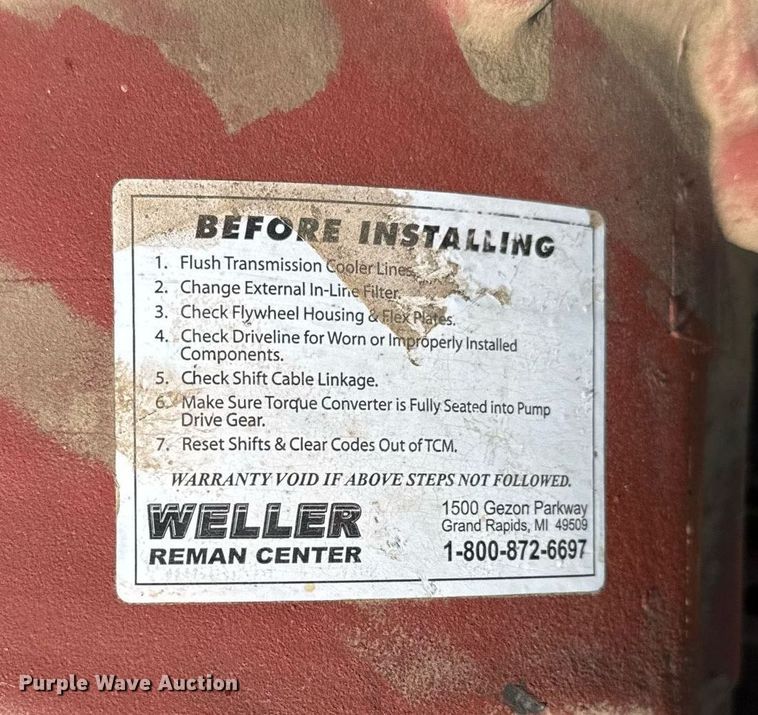 BEFORE INSTALLING
1. Flush Transmission Cooler Lines.
2. Change External In-Line Filter.
3. Check Flywheel Housing & Flex Plates.
4. Check Driveline for Worn or Improperly Installed
Components.
5. Check Shift Cable Linkage.
6. Make Sure Torque Converter is Fully Seated into Pump
Drive Gear.
7. Reset Shifts & Clear Codes Out of TCM.
WARRANTY VOID IF ABOVE STEPS NOT FOLLOWED.
WELLER
REMAN CENTER
1500 Gezon Parkway
Grand Rapids, MI 49509
1-800-872-6697
Purple Wave Auction